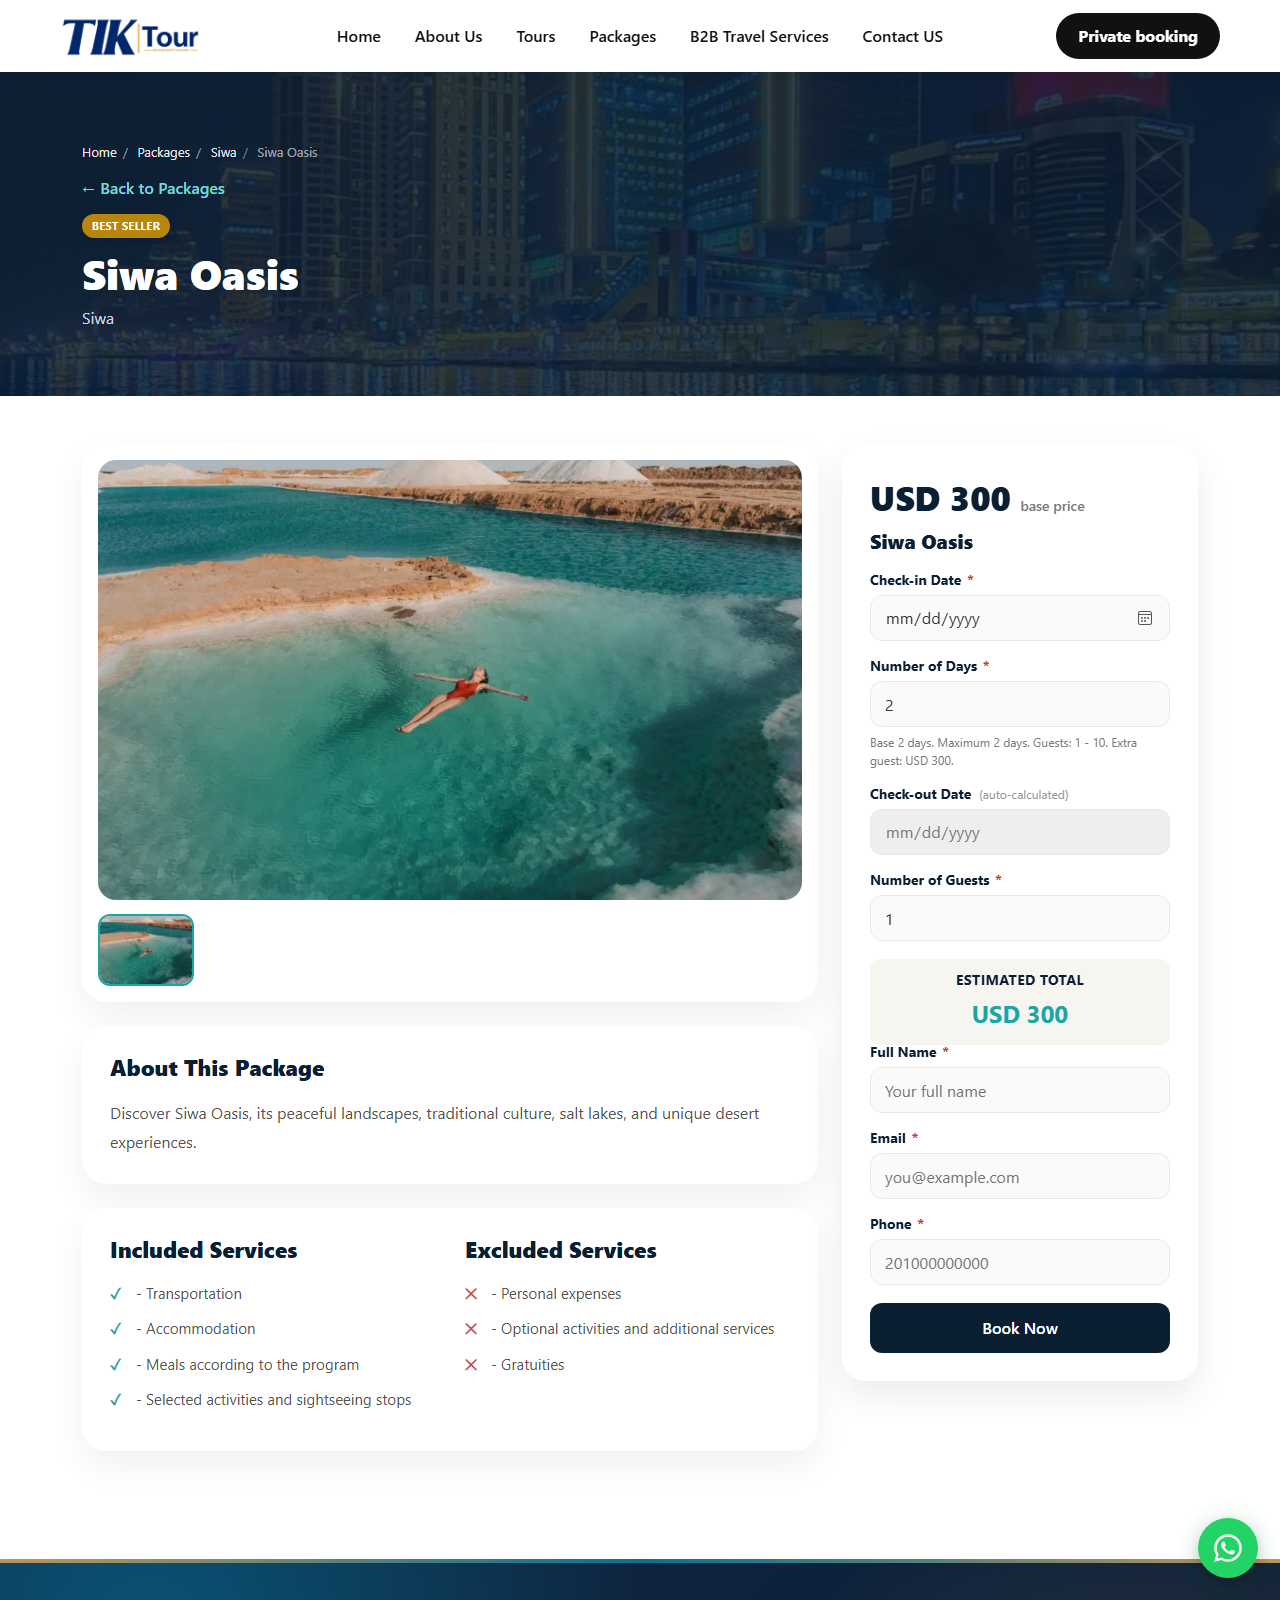 TIK Tour
Home
About Us
Tours
Packages
B2B Travel Services
Contact US
Private booking
Home / Packages / Siwa / Siwa Oasis
← Back to Packages
BEST SELLER
Siwa Oasis
Siwa
USD 300 base price
Siwa Oasis
Check-in Date *
mm/dd/yyyy
Number of Days *
2
Base 2 days. Maximum 2 days. Guests: 1 - 10. Extra
guest: USD 300.
Check-out Date (auto-calculated)
mm/dd/yyyy
Number of Guests *
1
ESTIMATED TOTAL
USD 300
Full Name *
Your full name
Email *
you@example.com
Phone *
201000000000
Book Now
About This Package
Discover Siwa Oasis, its peaceful landscapes, traditional culture, salt lakes, and unique desert
experiences.
Included Services
- Transportation
- Accommodation
- Meals according to the program
- Selected activities and sightseeing stops
Excluded Services
- Personal expenses
- Optional activities and additional services
- Gratuities